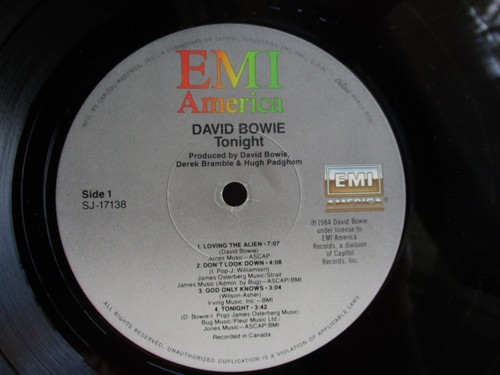 EMI
America
DAVID BOWIE
Tonight
Produced by David Bowie,
Derek Bramble & Hugh Padgham
Side 1
SJ-17138
EMI
AMERICA
℗1984 David Bowie
under license to
EMI America
Records, a division
of Capitol
Records, Inc.
1. LOVING THE ALIEN - 7:07
(David Bowie)
Jones Music—ASCAP
2. DON'T LOOK DOWN - 4:08
(I. Pop-J. Williamson)
James Osterberg Music/Strait
James Music (Admin. by Bug)—ASCAP/BMI
3. GOD ONLY KNOWS - 3:04
(Wilson-Asher)
Irving Music, Inc.—BMI
4. TONIGHT - 3:42
(D. Bowie-I. Pop) James Osterberg Music/
Bug Music/Fleur Music Ltd./
Jones Music—ASCAP/BMI
Recorded in Canada
ALL RIGHTS RESERVED. UNAUTHORIZED DUPLICATION IS A VIOLATION OF APPLICABLE LAWS.